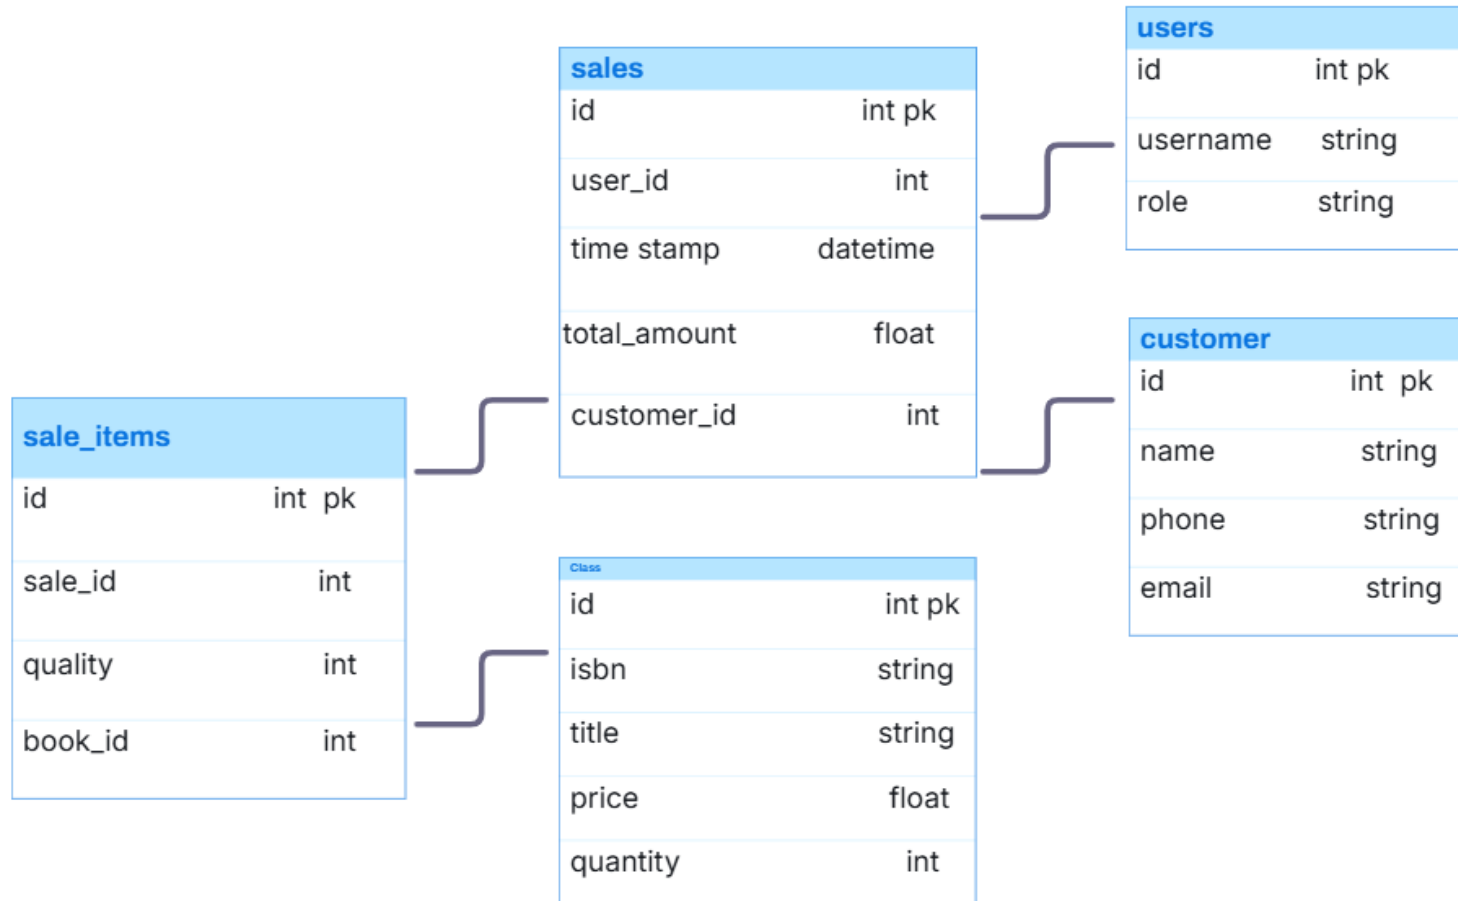 sales
id int pk
user_id int
time stamp datetime
total_amount float
customer_id int
users
id int pk
username string
role string
customer
id int pk
name string
phone string
email string
sale_items
id int pk
sale_id int
quality int
book_id int
Class
id int pk
isbn string
title string
price float
quantity int